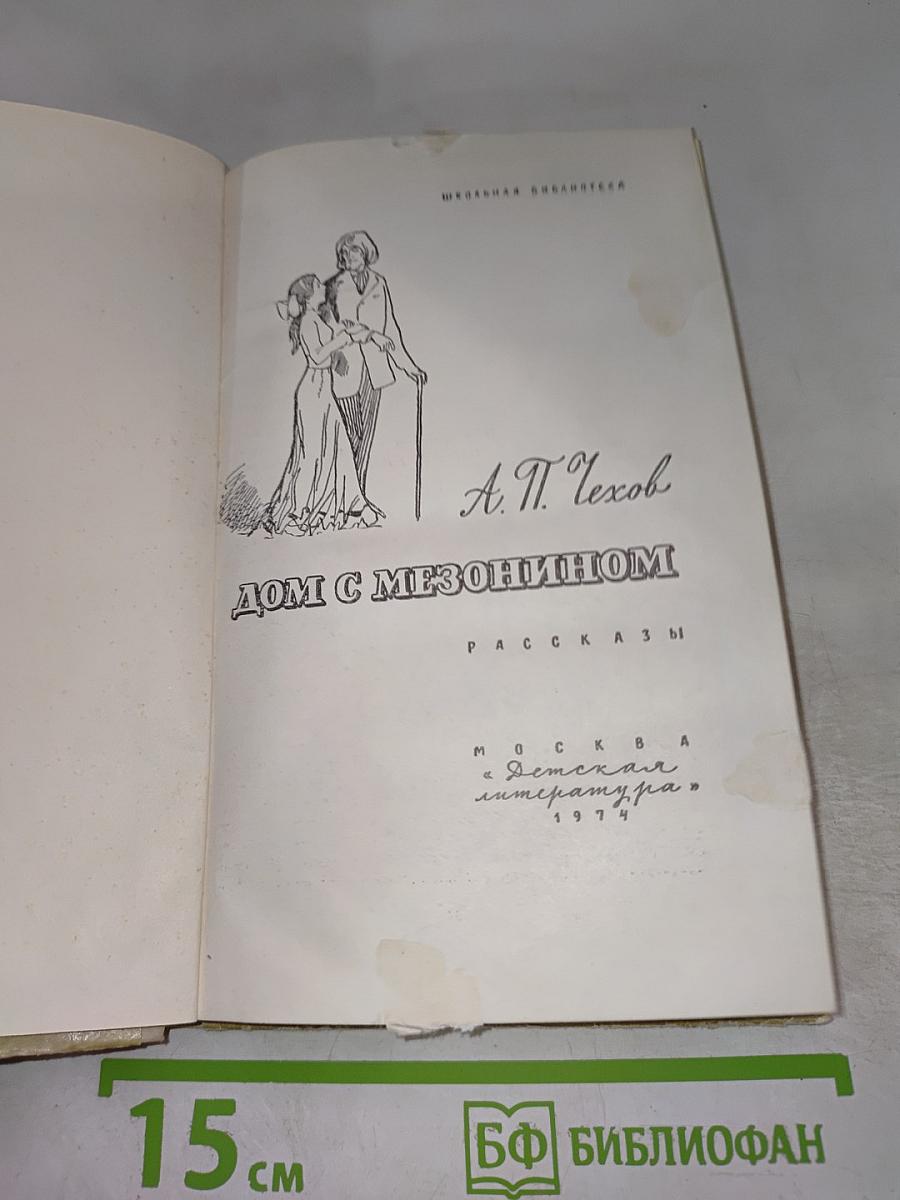 ШКОЛЬНАЯ БИБЛИОТЕКА
А. П. Чехов
ДОМ С МЕЗОНИНОМ
РАССКАЗЫ
МОСКВА
«Детская
литература»
1974
15 см
БФ БИБЛИОФАН